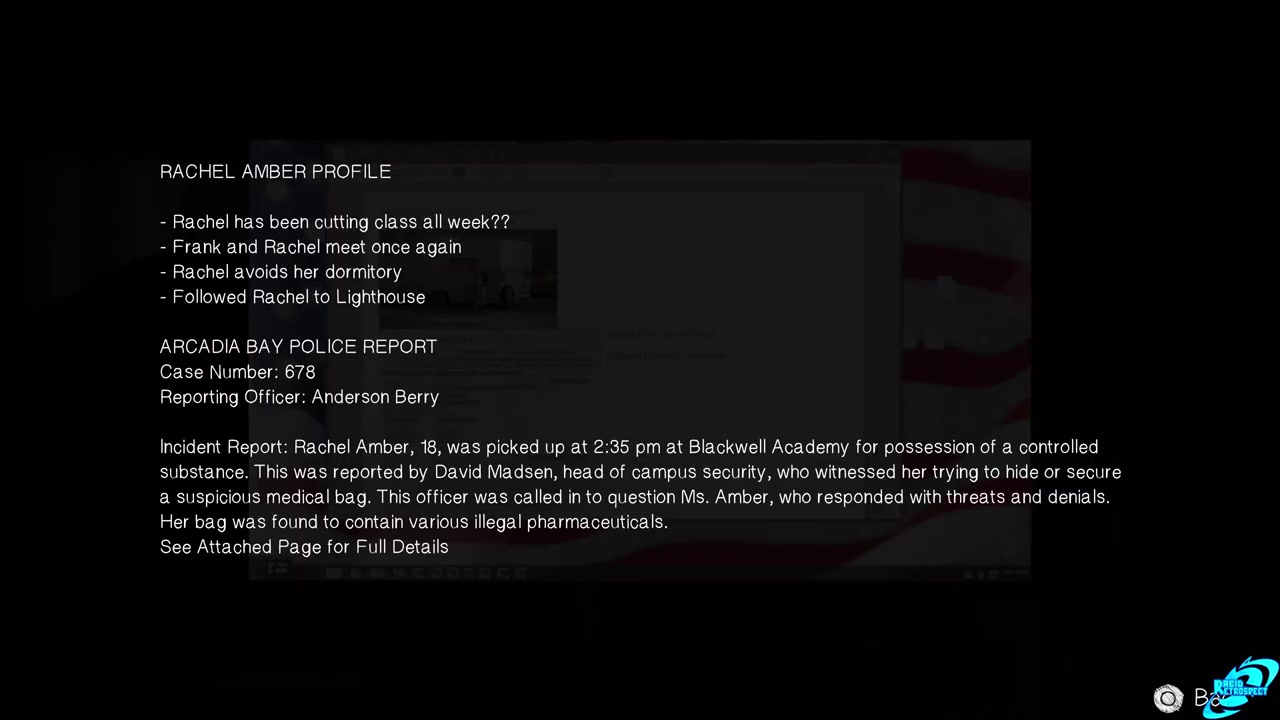 RACHEL AMBER PROFILE
- Rachel has been cutting class all week??
- Frank and Rachel meet once again
- Rachel avoids her dormitory
- Followed Rachel to Lighthouse
ARCADIA BAY POLICE REPORT
Case Number: 678
Reporting Officer: Anderson Berry
Incident Report: Rachel Amber, 18, was picked up at 2:35 pm at Blackwell Academy for possession of a controlled
substance. This was reported by David Madsen, head of campus security, who witnessed her trying to hide or secure
a suspicious medical bag. This officer was called in to question Ms. Amber, who responded with threats and denials.
Her bag was found to contain various illegal pharmaceuticals.
See Attached Page for Full Details
RAGID
RETROSPECT